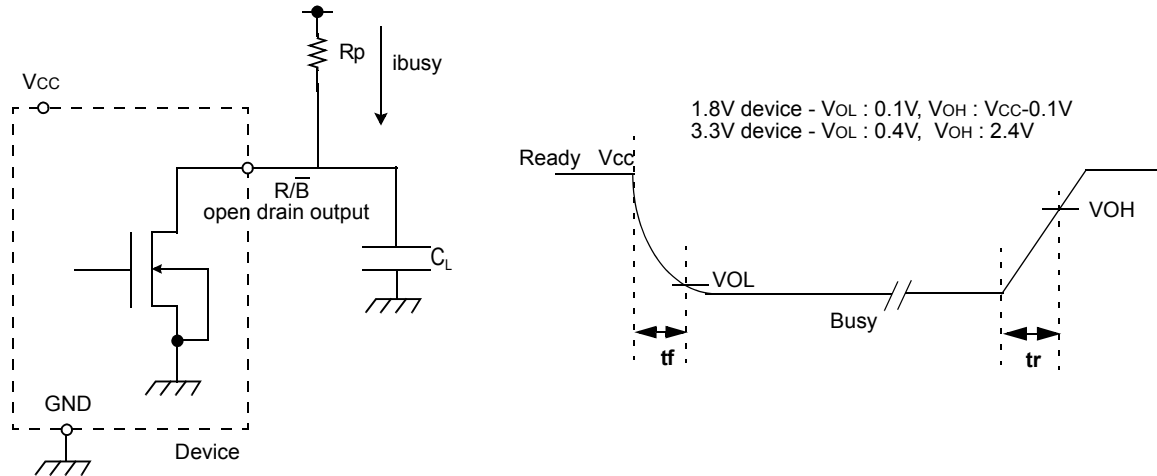 Rp
ibusy
VCC
R/B̅
open drain output
CL
GND
Device
1.8V device - VOL : 0.1V, VOH : VCC-0.1V
3.3V device - VOL : 0.4V, VOH : 2.4V
Ready Vcc
VOH
VOL
Busy
tf
tr